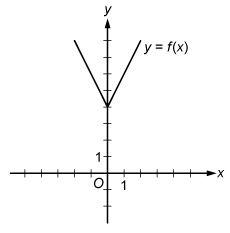 y
y = f(x)
1
x
O
1